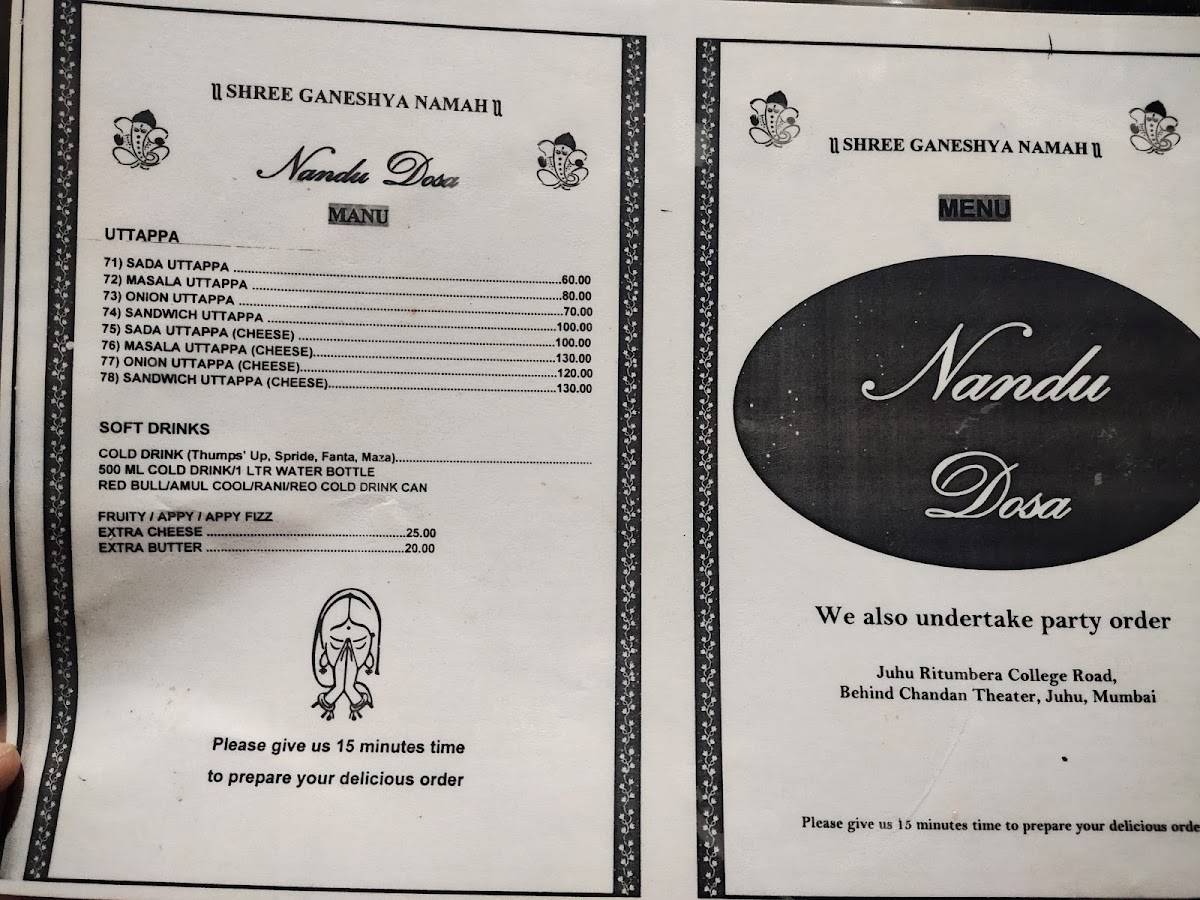 ॥ SHREE GANESHYA NAMAH ॥
Nandu Dosa
MANU
UTTAPPA
71) SADA UTTAPPA ........................................60.00
72) MASALA UTTAPPA ........................................80.00
73) ONION UTTAPPA ........................................70.00
74) SANDWICH UTTAPPA ........................................100.00
75) SADA UTTAPPA (CHEESE) ........................................100.00
76) MASALA UTTAPPA (CHEESE)........................................130.00
77) ONION UTTAPPA (CHEESE)........................................120.00
78) SANDWICH UTTAPPA (CHEESE)........................................130.00
SOFT DRINKS
COLD DRINK (Thumps' Up, Spride, Fanta, Maza)........................................
500 ML COLD DRINK/1 LTR WATER BOTTLE
RED BULL/AMUL COOL/RANI/REO COLD DRINK CAN
FRUITY / APPY / APPY FIZZ
EXTRA CHEESE ........................................25.00
EXTRA BUTTER ........................................20.00
Please give us 15 minutes time
to prepare your delicious order
॥ SHREE GANESHYA NAMAH ॥
MENU
Nandu
Dosa
We also undertake party order
Juhu Ritumbera College Road,
Behind Chandan Theater, Juhu, Mumbai
Please give us 15 minutes time to prepare your delicious orde